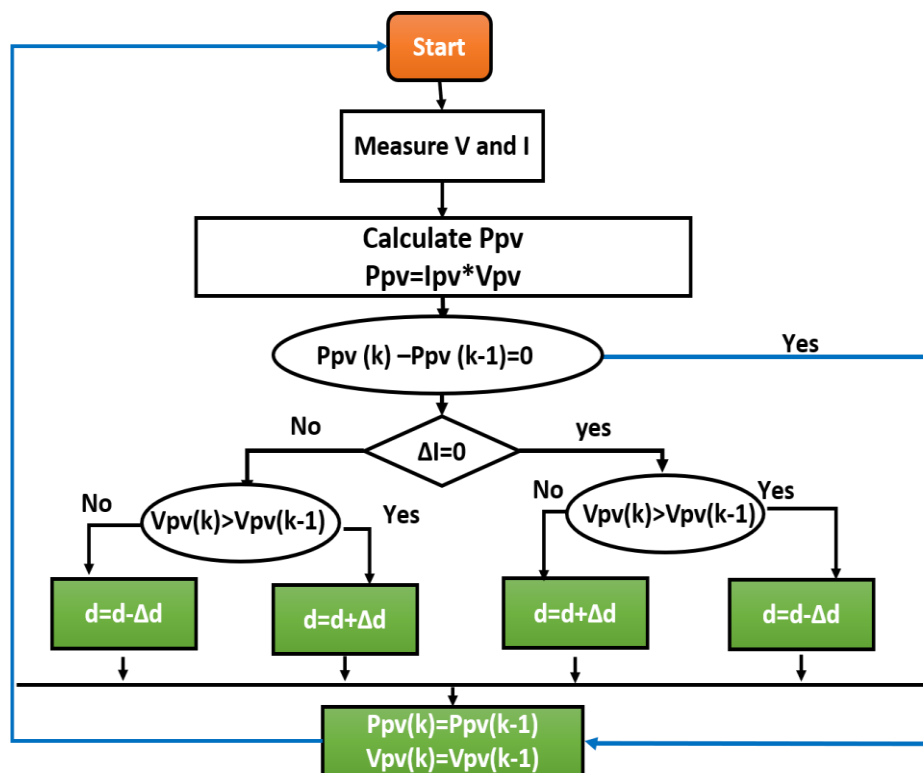 Start
Measure V and I
Calculate Ppv
Ppv=Ipv*Vpv
Ppv (k) –Ppv (k-1)=0
Yes
No
ΔI=0
yes
No
Vpv(k)>Vpv(k-1)
Yes
No
Vpv(k)>Vpv(k-1)
Yes
d=d-Δd
d=d+Δd
d=d+Δd
d=d-Δd
Ppv(k)=Ppv(k-1)
Vpv(k)=Vpv(k-1)